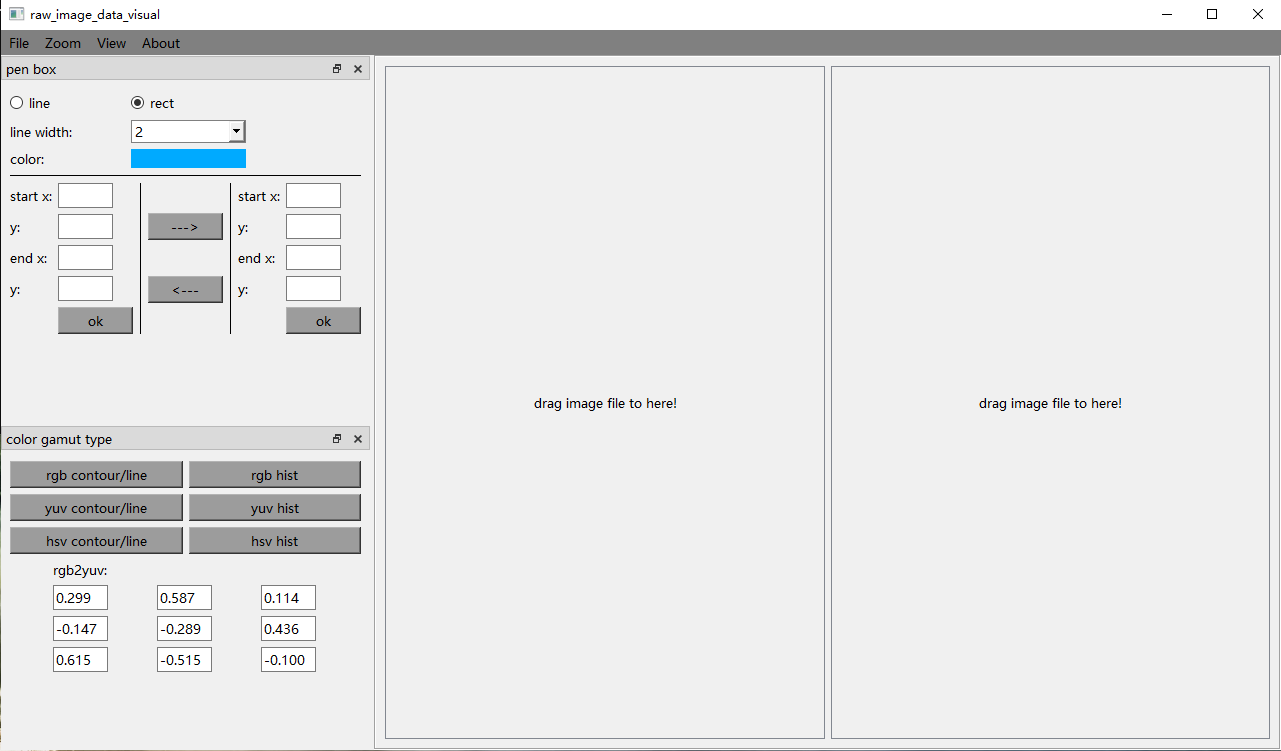 raw_image_data_visual
File Zoom View About
pen box
line rect
line width: 2
color:
start x: start x:
y: ---> y:
end x: end x:
y: <--- y:
ok ok
drag image file to here! drag image file to here!
color gamut type
rgb contour/line rgb hist
yuv contour/line yuv hist
hsv contour/line hsv hist
rgb2yuv:
0.299 0.587 0.114
-0.147 -0.289 0.436
0.615 -0.515 -0.100